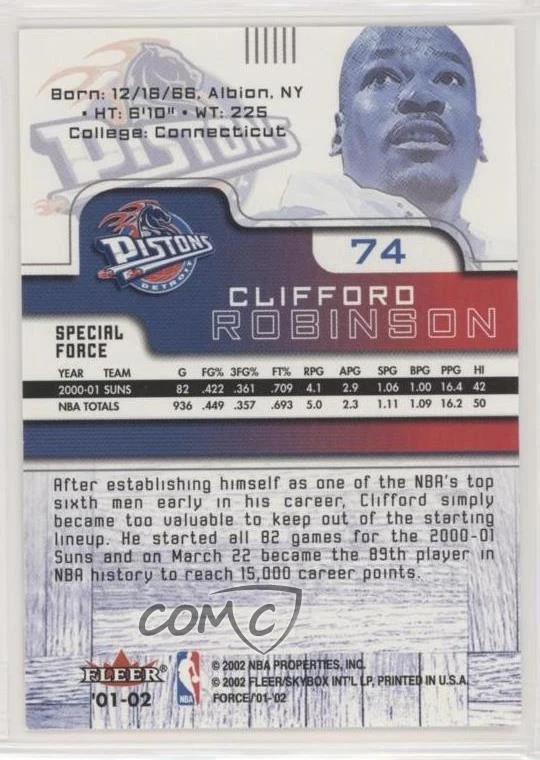 Born: 12/16/66, Albion, NY
• HT: 6'10" • WT: 225
College: Connecticut
PISTONS
PISTONS
DETROIT
74
CLIFFORD
ROBINSON
SPECIAL
FORCE
YEAR TEAM G FG% 3FG% FT% RPG APG SPG BPG PPG HI
2000-01 SUNS 82 .422 .361 .709 4.1 2.9 1.06 1.00 16.4 42
NBA TOTALS 936 .449 .357 .693 5.0 2.3 1.11 1.09 16.2 50
After establishing himself as one of the NBA's top
sixth men early in his career, Clifford simply
became too valuable to keep out of the starting
lineup. He started all 82 games for the 2000-01
Suns and on March 22 became the 89th player in
NBA history to reach 15,000 career points.
COMC
FLEER®
'01-02
NBA
© 2002 NBA PROPERTIES, INC.
© 2002 FLEER/SKYBOX INT'L LP, PRINTED IN U.S.A.
FORCE/'01-'02